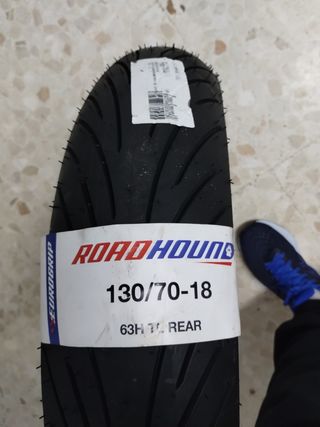 ROADHOUND
130/70-18
63H TL REAR
EUROGRIP